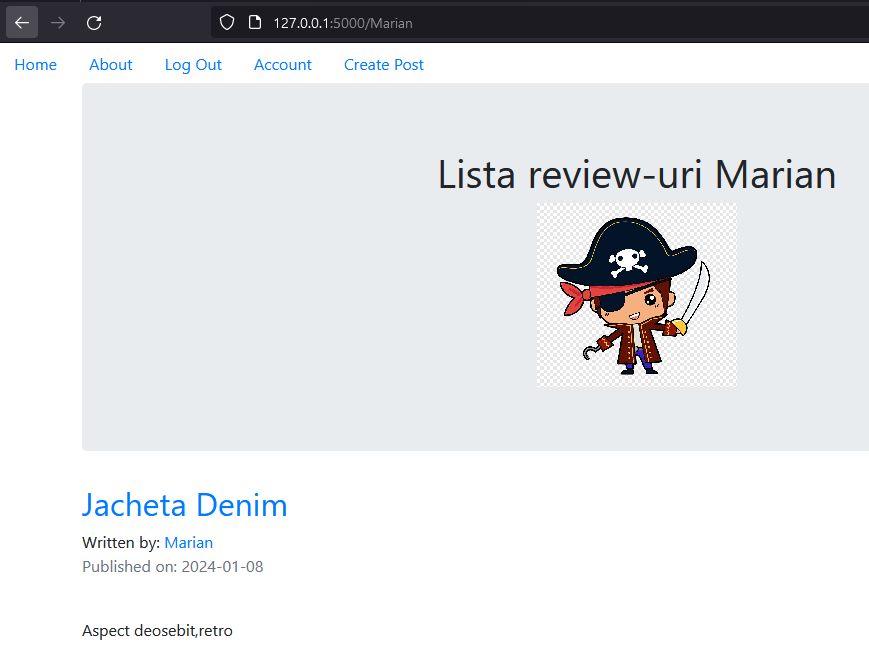 127.0.0.1:5000/Marian
Home About Log Out Account Create Post
Lista review-uri Marian
Jacheta Denim
Written by: Marian
Published on: 2024-01-08
Aspect deosebit,retro